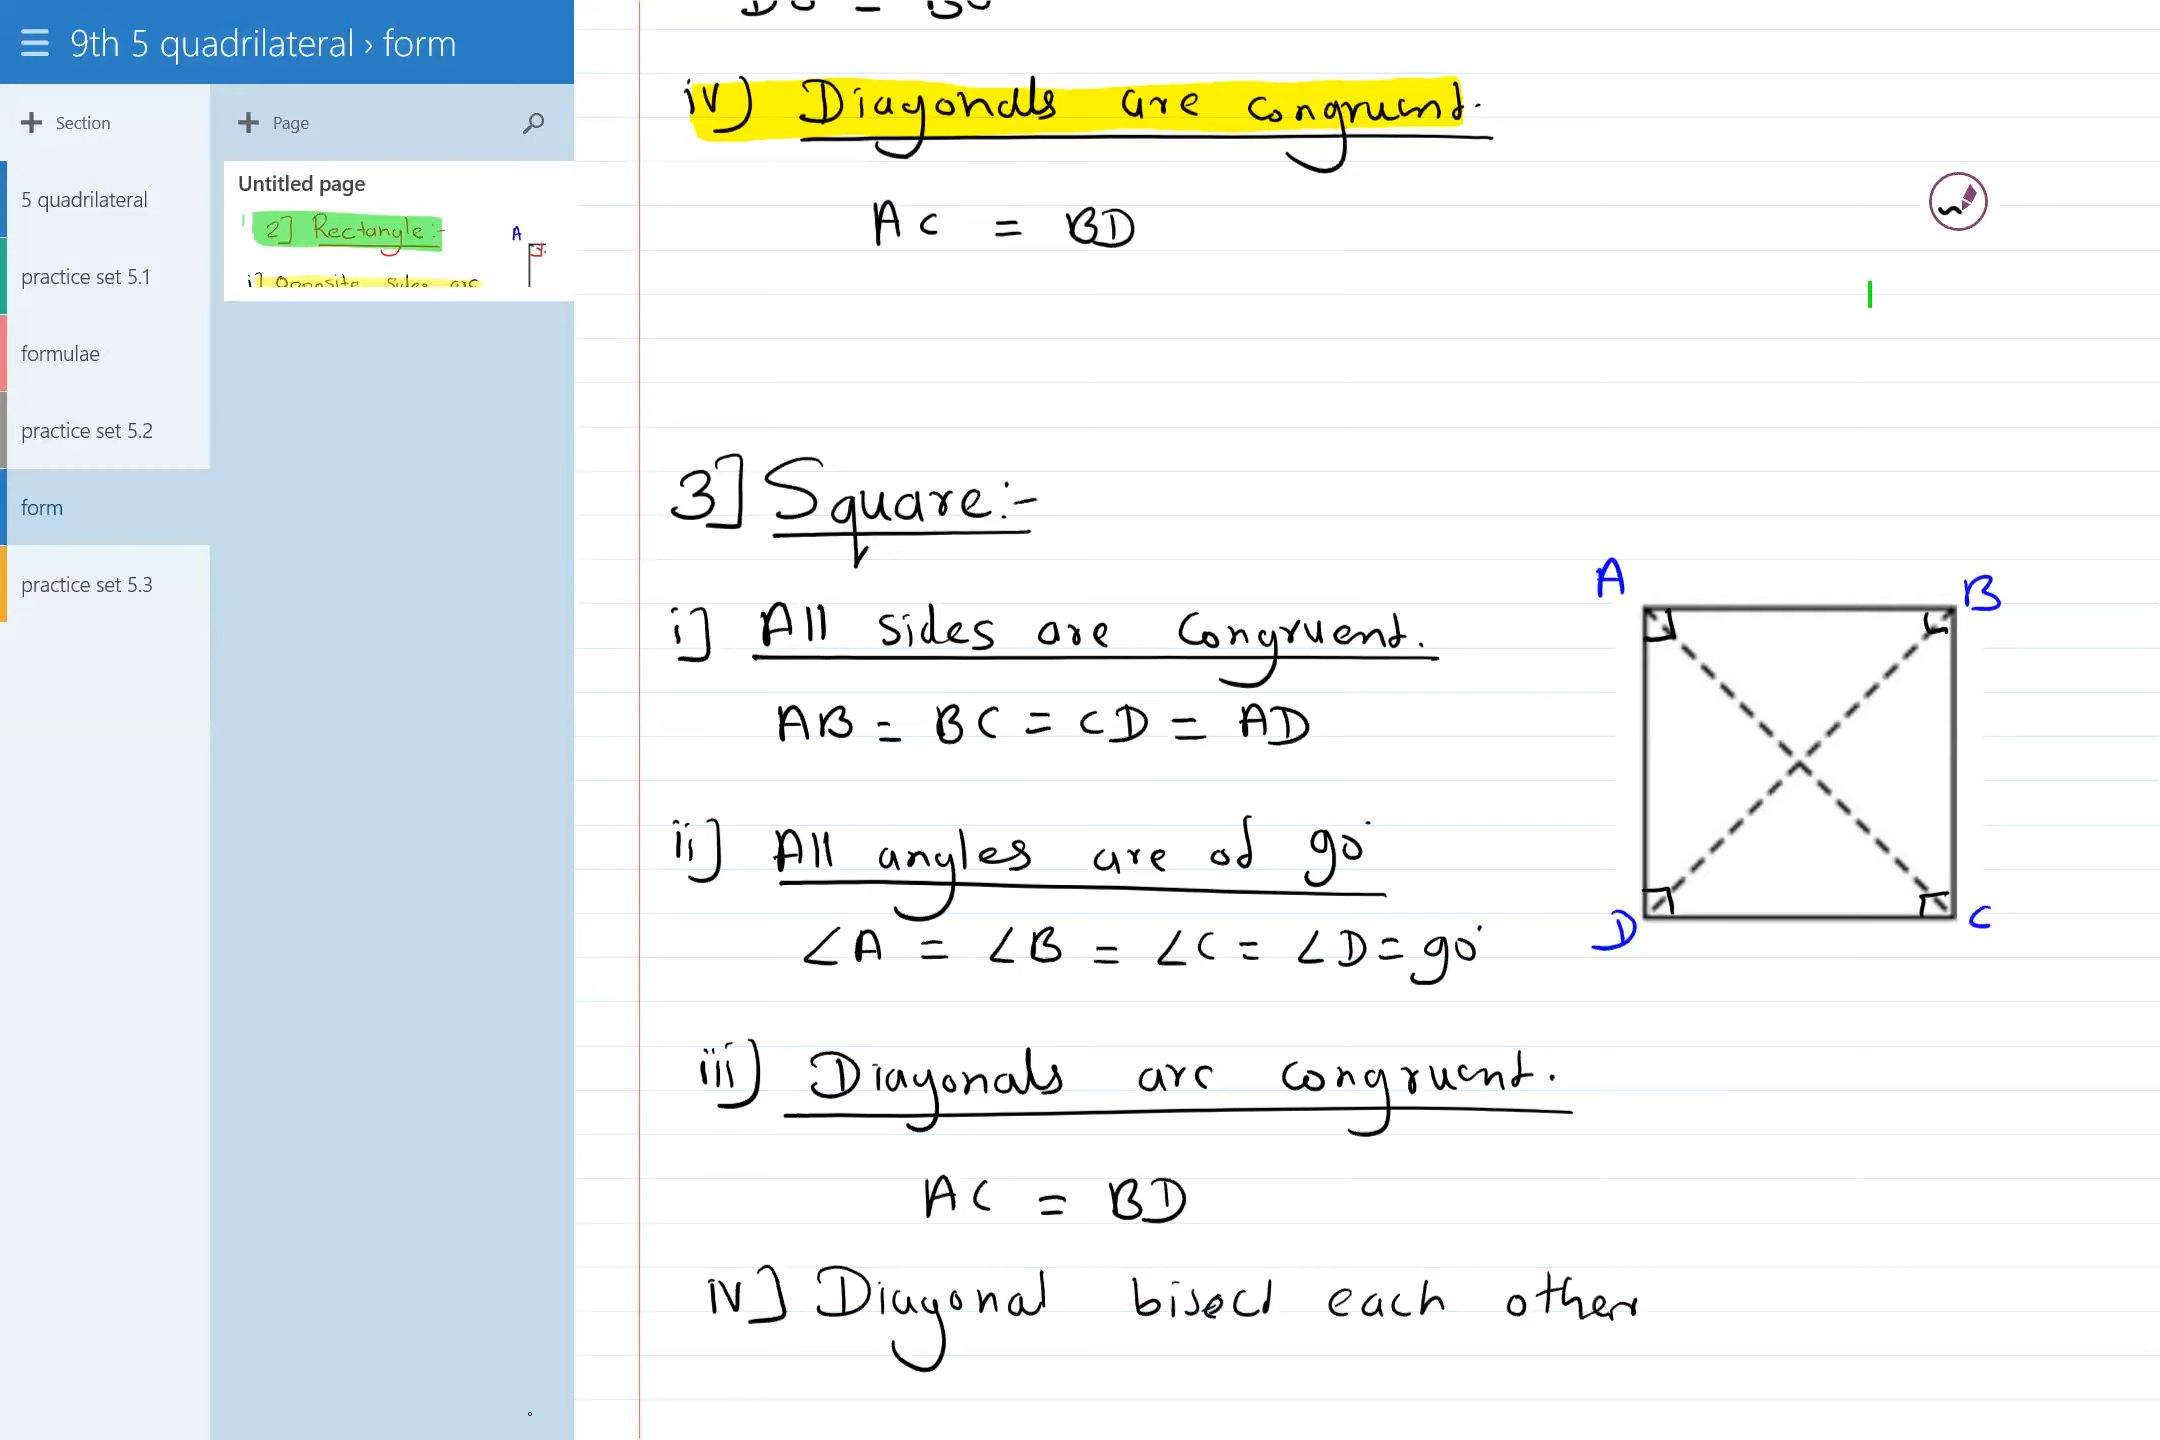 9th 5 quadrilateral › form
+ Section
+ Page
5 quadrilateral
practice set 5.1
formulae
practice set 5.2
form
practice set 5.3
Untitled page
2] Rectangle:-
A
i] Opposite sides are
iv) Diagonals are congruent.
AC = BD
3] Square:-
i] All sides are Congruent.
AB = BC = CD = AD
ii] All angles are of 90°
∠A = ∠B = ∠C = ∠D = 90°
iii) Diagonals are congruent.
AC = BD
iv] Diagonal bisect each other
A
B
D
C